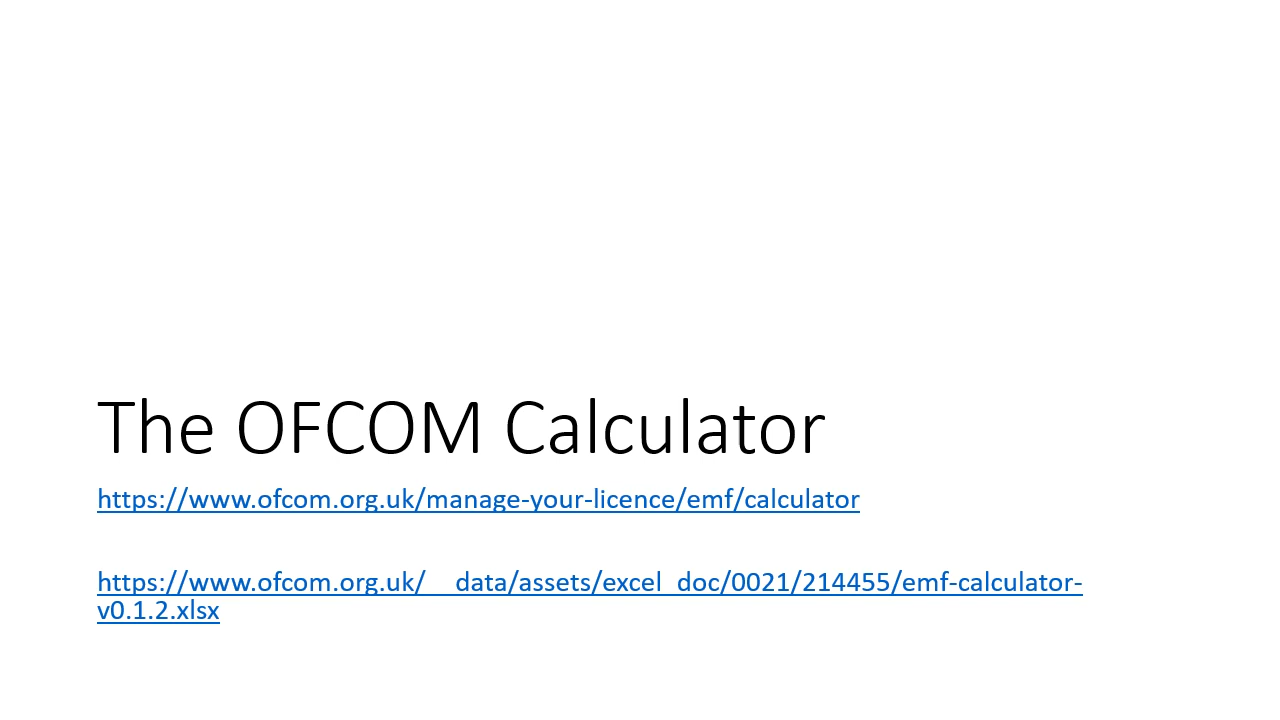 The OFCOM Calculator
https://www.ofcom.org.uk/manage-your-licence/emf/calculator
https://www.ofcom.org.uk/__data/assets/excel_doc/0021/214455/emf-calculator-
v0.1.2.xlsx